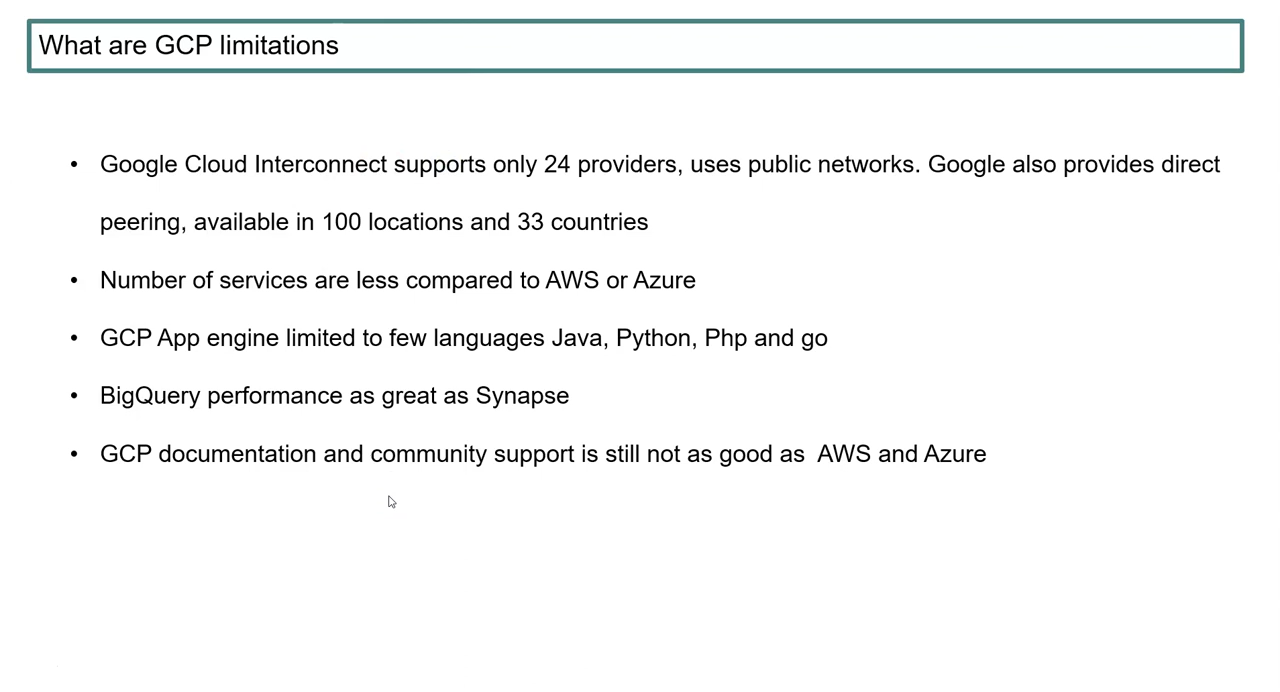 What are GCP limitations
• Google Cloud Interconnect supports only 24 providers, uses public networks. Google also provides direct
peering, available in 100 locations and 33 countries
• Number of services are less compared to AWS or Azure
• GCP App engine limited to few languages Java, Python, Php and go
• BigQuery performance as great as Synapse
• GCP documentation and community support is still not as good as  AWS and Azure